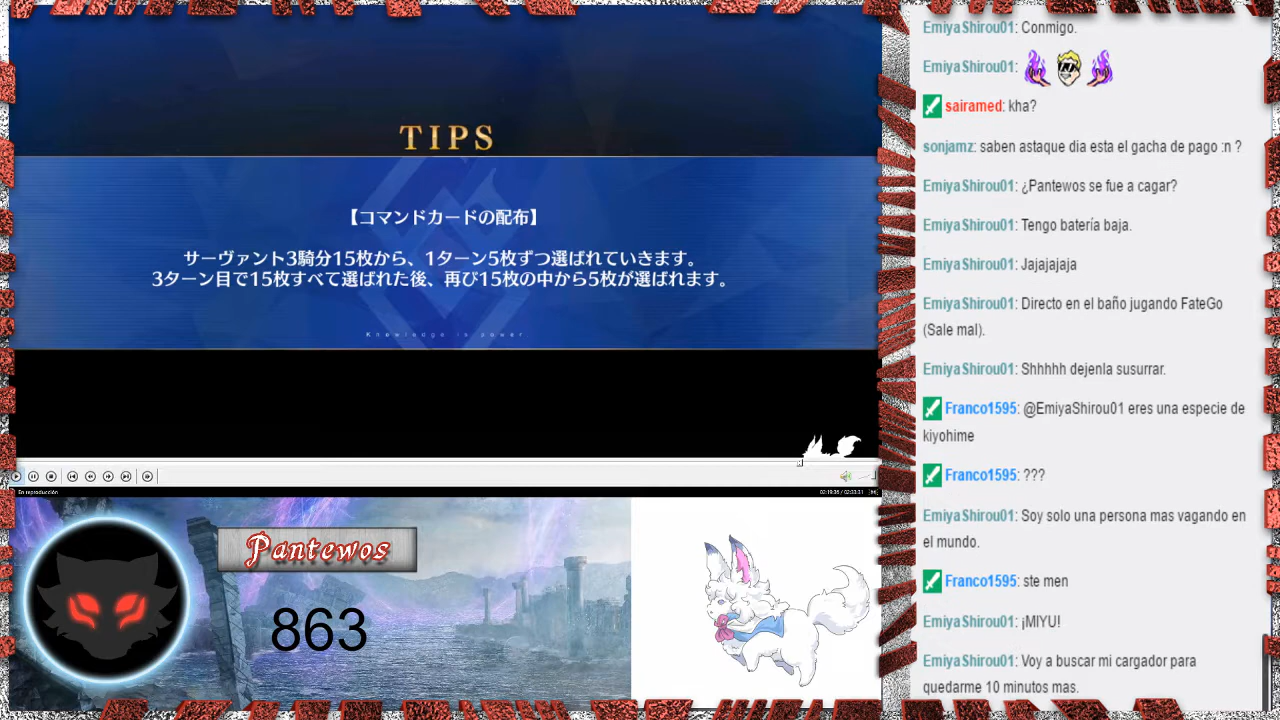 TIPS
【コマンドカードの配布】
サーヴァント3騎分15枚から、1ターン5枚ずつ選ばれていきます。
3ターン目で15枚すべて選ばれた後、再び15枚の中から5枚が選ばれます。
Knowledge is power.
En reproducción
02:19:35 / 02:33:31
Pantewos
863
EmiyaShirou01: Conmigo.
EmiyaShirou01:
sairamed: kha?
sonjamz: saben astaque dia esta el gacha de pago :n ?
EmiyaShirou01: ¿Pantewos se fue a cagar?
EmiyaShirou01: Tengo batería baja.
EmiyaShirou01: Jajajajaja
EmiyaShirou01: Directo en el baño jugando FateGo
(Sale mal).
EmiyaShirou01: Shhhhh dejenla susurrar.
Franco1595: @EmiyaShirou01 eres una especie de
kiyohime
Franco1595: ???
EmiyaShirou01: Soy solo una persona mas vagando en
el mundo.
Franco1595: ste men
EmiyaShirou01: ¡MIYU!
EmiyaShirou01: Voy a buscar mi cargador para
quedarme 10 minutos mas.